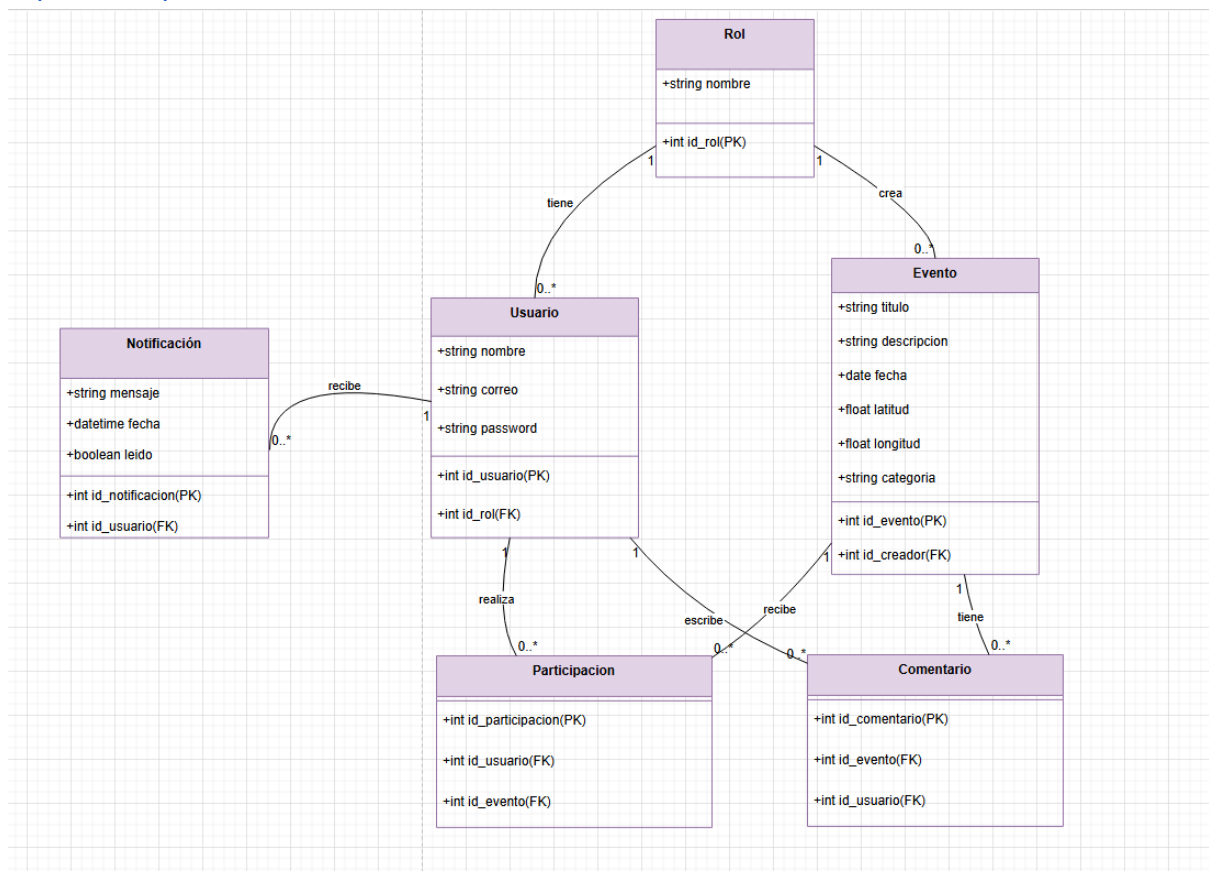 Rol
+string nombre
+int id_rol(PK)
1
1
tiene
crea
0..*
0..*
Evento
+string titulo
+string descripcion
+date fecha
+float latitud
+float longitud
+string categoria
+int id_evento(PK)
+int id_creador(FK)
Usuario
+string nombre
+string correo
+string password
+int id_usuario(PK)
+int id_rol(FK)
Notificación
+string mensaje
+datetime fecha
+boolean leido
+int id_notificacion(PK)
+int id_usuario(FK)
recibe
1
0..*
1
1
1
1
realiza
escribe
recibe
tiene
0..*
0..*
0..*
0..*
Participacion
+int id_participacion(PK)
+int id_usuario(FK)
+int id_evento(FK)
Comentario
+int id_comentario(PK)
+int id_evento(FK)
+int id_usuario(FK)